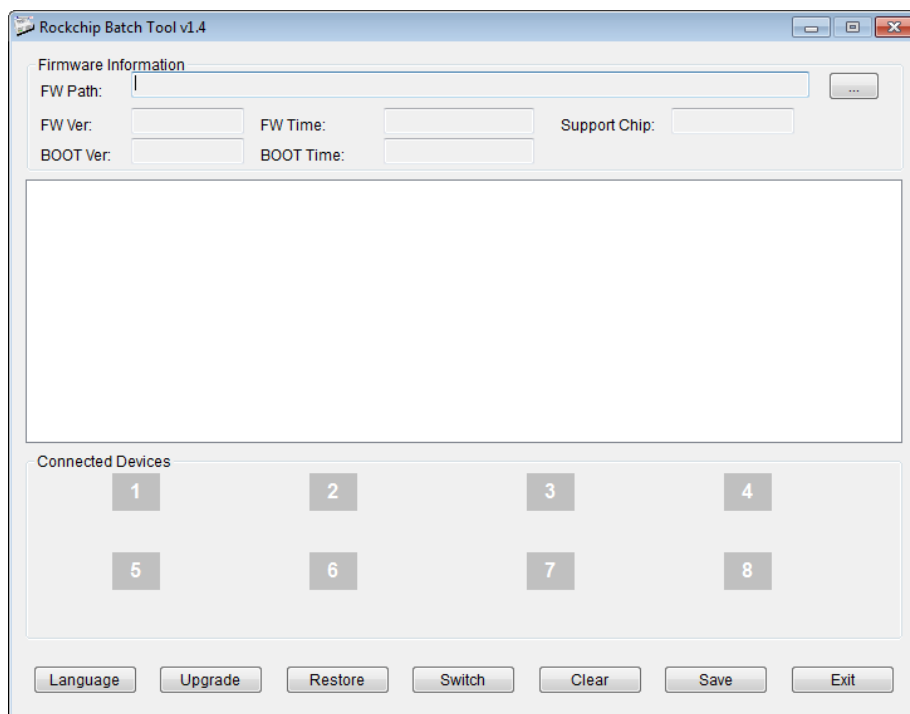 Rockchip Batch Tool v1.4
Firmware Information
FW Path: ...
FW Ver: FW Time: Support Chip:
BOOT Ver: BOOT Time:
Connected Devices
1 2 3 4
5 6 7 8
Language Upgrade Restore Switch Clear Save Exit